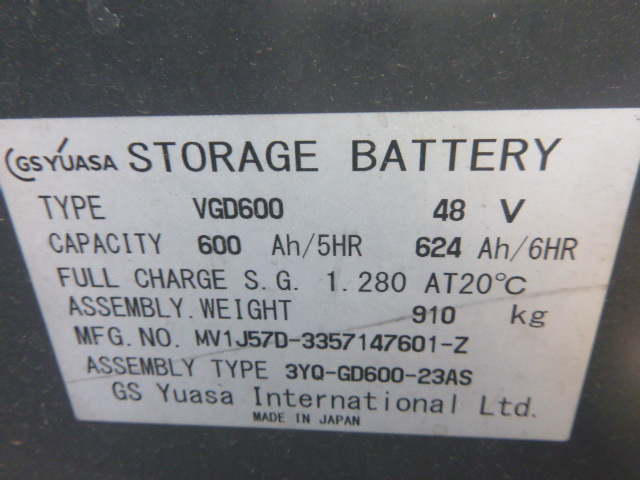 GS YUASA STORAGE BATTERY
TYPE VGD600 48 V
CAPACITY 600 Ah/5HR 624 Ah/6HR
FULL CHARGE S.G. 1.280 AT20℃
ASSEMBLY.WEIGHT 910 kg
MFG.NO. MV1J57D-3357147601-Z
ASSEMBLY TYPE 3YQ-GD600-23AS
GS Yuasa International Ltd.
MADE IN JAPAN